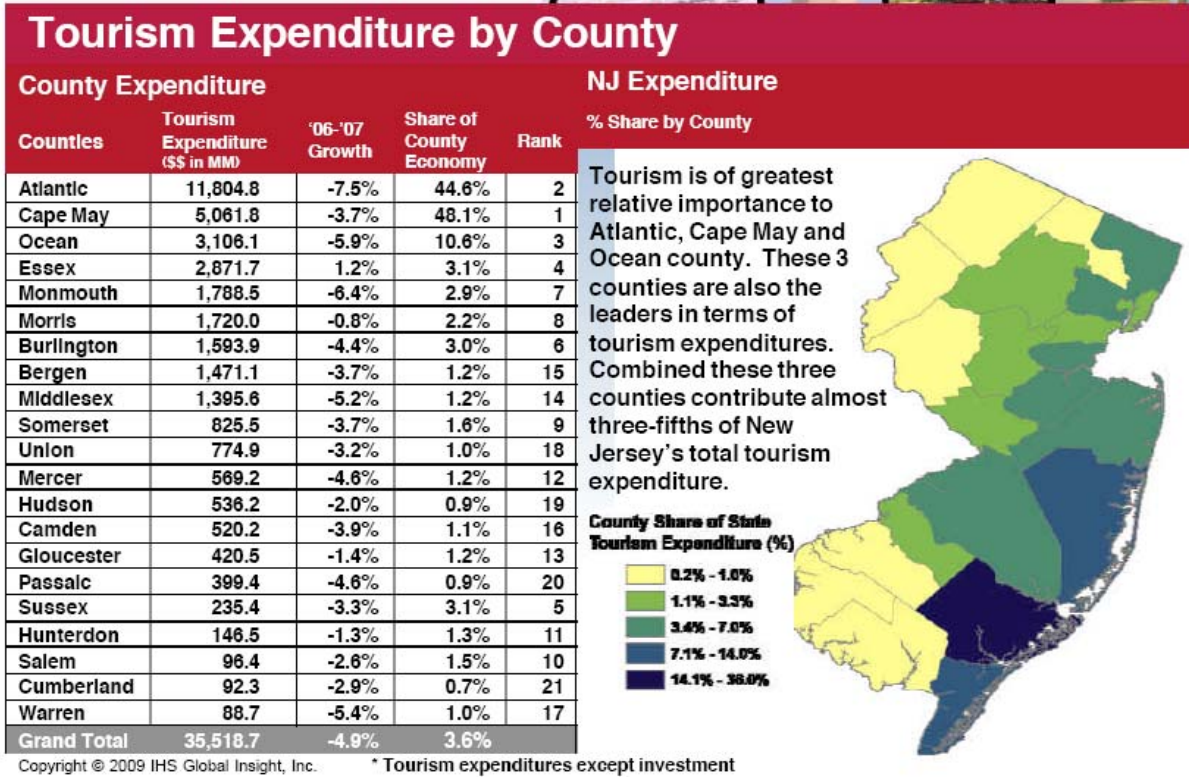 Tourism Expenditure by County
County Expenditure
Counties Tourism Expenditure ($$ in MM) '06-'07 Growth Share of County Economy Rank
Atlantic 11,804.8 -7.5% 44.6% 2
Cape May 5,061.8 -3.7% 48.1% 1
Ocean 3,106.1 -5.9% 10.6% 3
Essex 2,871.7 1.2% 3.1% 4
Monmouth 1,788.5 -6.4% 2.9% 7
Morris 1,720.0 -0.8% 2.2% 8
Burlington 1,593.9 -4.4% 3.0% 6
Bergen 1,471.1 -3.7% 1.2% 15
Middlesex 1,395.6 -5.2% 1.2% 14
Somerset 825.5 -3.7% 1.6% 9
Union 774.9 -3.2% 1.0% 18
Mercer 569.2 -4.6% 1.2% 12
Hudson 536.2 -2.0% 0.9% 19
Camden 520.2 -3.9% 1.1% 16
Gloucester 420.5 -1.4% 1.2% 13
Passaic 399.4 -4.6% 0.9% 20
Sussex 235.4 -3.3% 3.1% 5
Hunterdon 146.5 -1.3% 1.3% 11
Salem 96.4 -2.6% 1.5% 10
Cumberland 92.3 -2.9% 0.7% 21
Warren 88.7 -5.4% 1.0% 17
Grand Total 35,518.7 -4.9% 3.6%
NJ Expenditure
% Share by County
Tourism is of greatest
relative importance to
Atlantic, Cape May and
Ocean county. These 3
counties are also the
leaders in terms of
tourism expenditures.
Combined these three
counties contribute almost
three-fifths of New
Jersey's total tourism
expenditure.
County Share of State
Tourism Expenditure (%)
0.2% - 1.0%
1.1% - 3.3%
3.4% - 7.0%
7.1% - 14.0%
14.1% - 36.0%
Copyright © 2009 IHS Global Insight, Inc.
* Tourism expenditures except investment